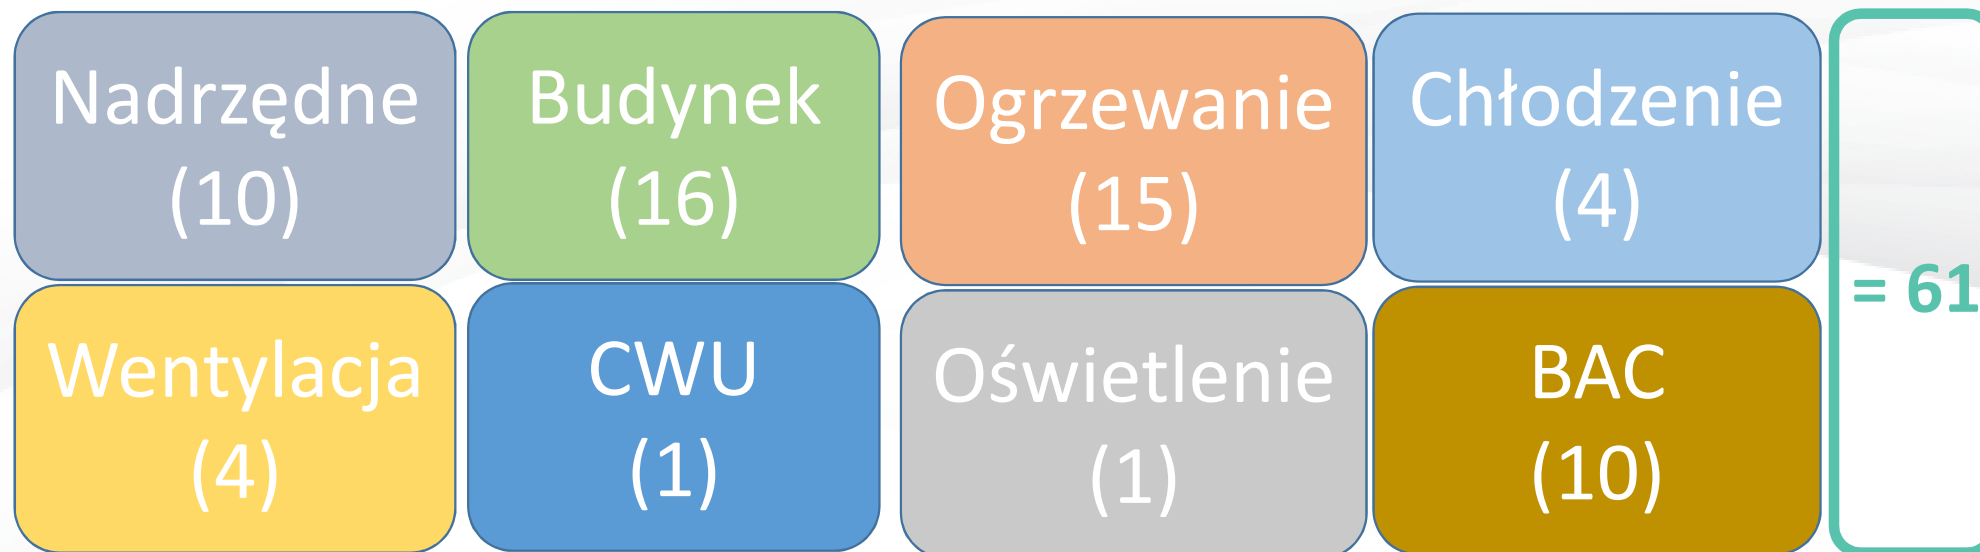 Nadrzędne
(10)
Budynek
(16)
Ogrzewanie
(15)
Chłodzenie
(4)
Wentylacja
(4)
CWU
(1)
Oświetlenie
(1)
BAC
(10)
= 61